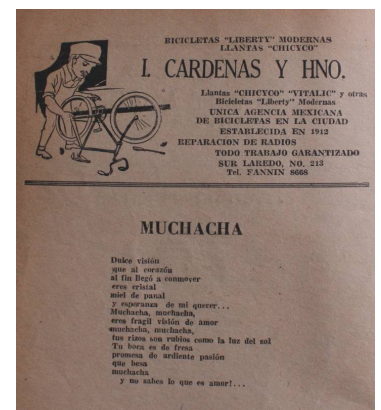 BICICLETAS "LIBERTY" MODERNAS
LLANTAS "CHICYCO"
I. CARDENAS Y HNO.
Llantas "CHICYCO" "VITALIC" y otras
Bicicletas "Liberty" Modernas
UNICA AGENCIA MEXICANA
DE BICICLETAS EN LA CIUDAD
ESTABLECIDA EN 1912
REPARACION DE RADIOS
TODO TRABAJO GARANTIZADO
SUR LAREDO, NO. 213
Tel. FANNIN 8668
MUCHACHA
Dulce visión
que al corazón
al fin llegó a conmover
eres cristal
miel de panal
y esperanza de mi querer...
Muchacha, muchacha,
eres fragil visión de amor
muchacha, muchacha,
tus rizos son rubios como la luz del sol
Tu boca es de fresa
promesa de ardiente pasión
que besa
muchacha
y no sabes lo que es amor!...